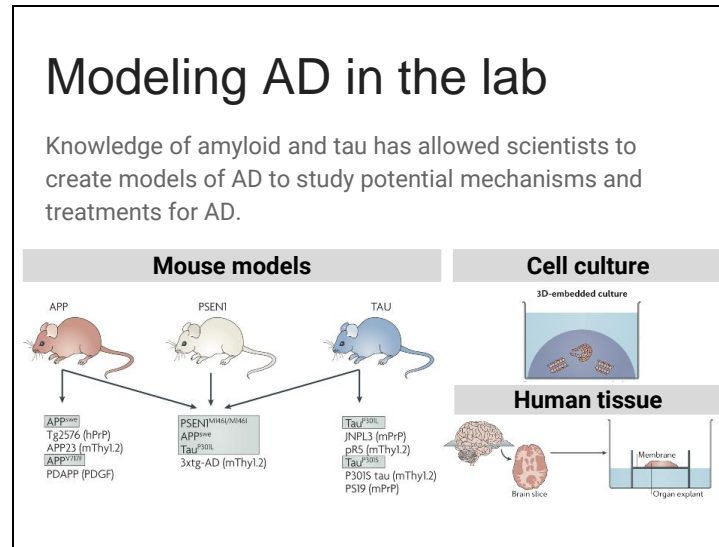 Modeling AD in the lab
Knowledge of amyloid and tau has allowed scientists to
create models of AD to study potential mechanisms and
treatments for AD.
Mouse models
APP
PSEN1
TAU
APPswe
Tg2576 (hPrP)
APP23 (mThy1.2)
APPV717F
PDAPP (PDGF)
PSEN1M146I/M146I
APPswe
TauP301L
3xtg-AD (mThy1.2)
TauP301L
JNPL3 (mPrP)
pR5 (mThy1.2)
TauP301S
P301S tau (mThy1.2)
PS19 (mPrP)
Cell culture
3D-embedded culture
Human tissue
Brain slice
Membrane
Organ explant